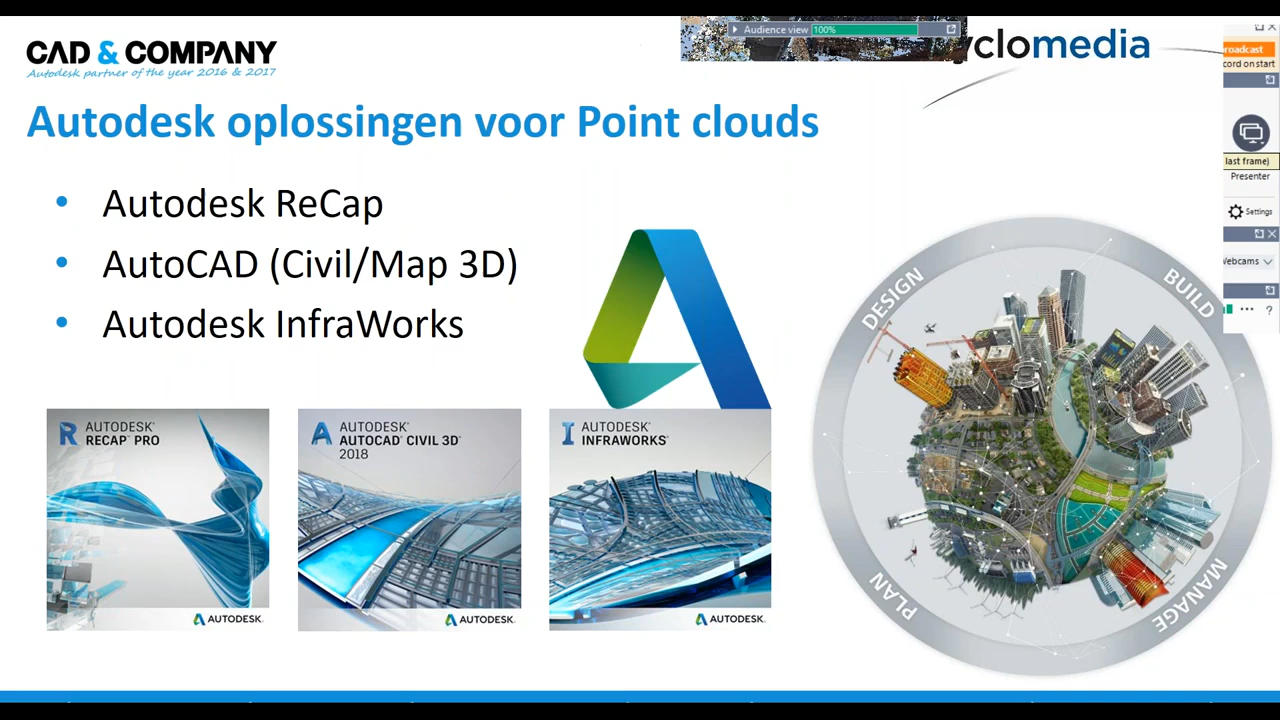 CAD & COMPANY
Autodesk partner of the year 2016 & 2017
Audience view 100%
clomedia
Autodesk oplossingen voor Point clouds
• Autodesk ReCap
• AutoCAD (Civil/Map 3D)
• Autodesk InfraWorks
AUTODESK®
RECAP™ PRO
AUTODESK.
AUTODESK®
AUTOCAD® CIVIL 3D®
2018
AUTODESK.
AUTODESK®
INFRAWORKS®
AUTODESK.
DESIGN
BUILD
PLAN
MANAGE
roadcast
cord on start
last frame)
Presenter
Settings
Webcams
?